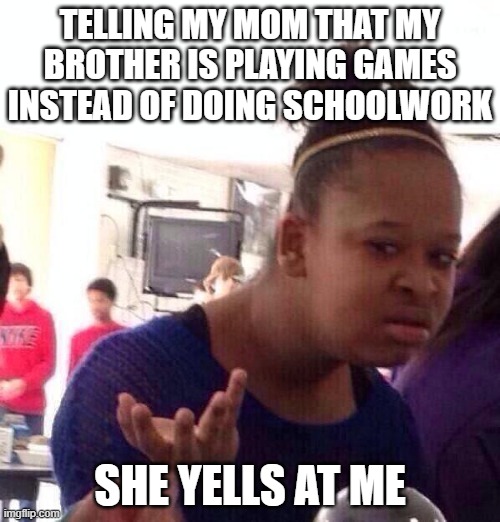 TELLING MY MOM THAT MY
BROTHER IS PLAYING GAMES
INSTEAD OF DOING SCHOOLWORK
NIKE
SHE YELLS AT ME
imgflip.com